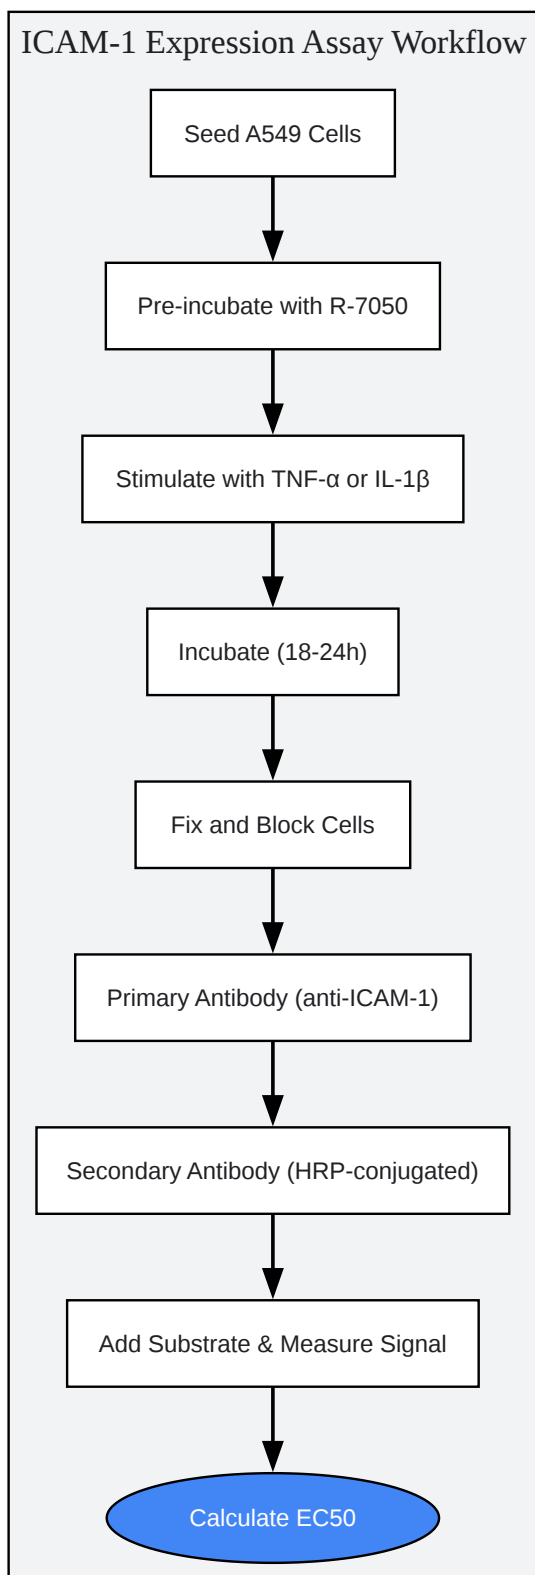 ICAM-1 Expression Assay Workflow
Seed A549 Cells
Pre-incubate with R-7050
Stimulate with TNF-α or IL-1β
Incubate (18-24h)
Fix and Block Cells
Primary Antibody (anti-ICAM-1)
Secondary Antibody (HRP-conjugated)
Add Substrate & Measure Signal
Calculate EC50